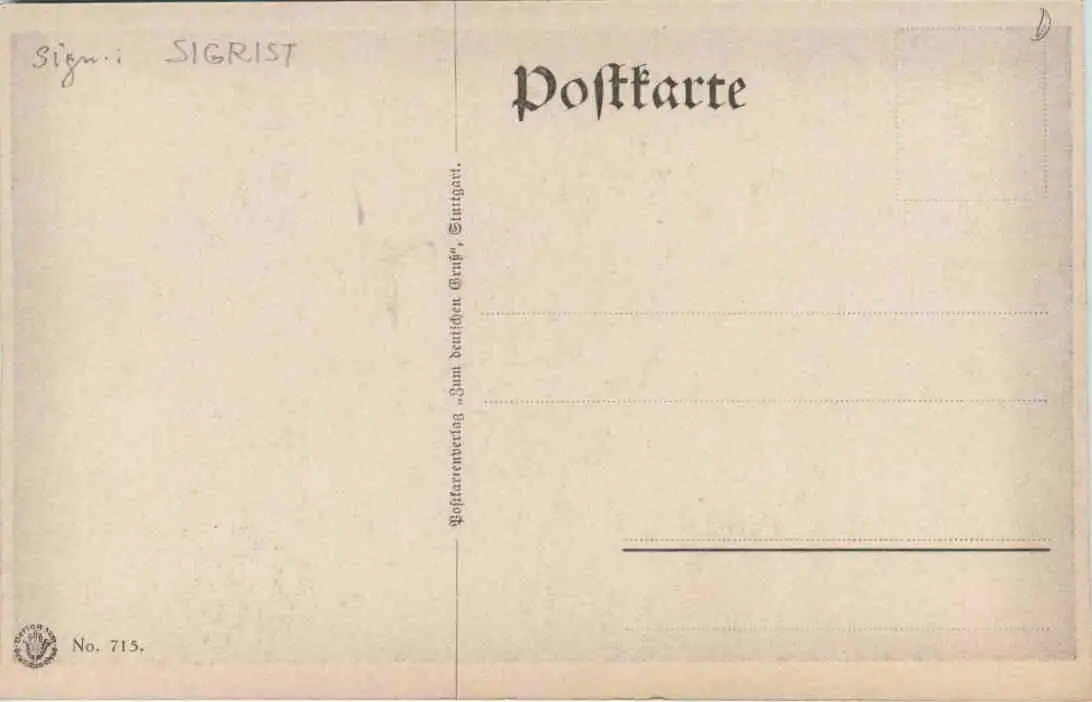 Sign.: SIGRIST
Postkarte
Postkartenverlag „Zum deutschen Gruß“, Stuttgart.
No. 715.